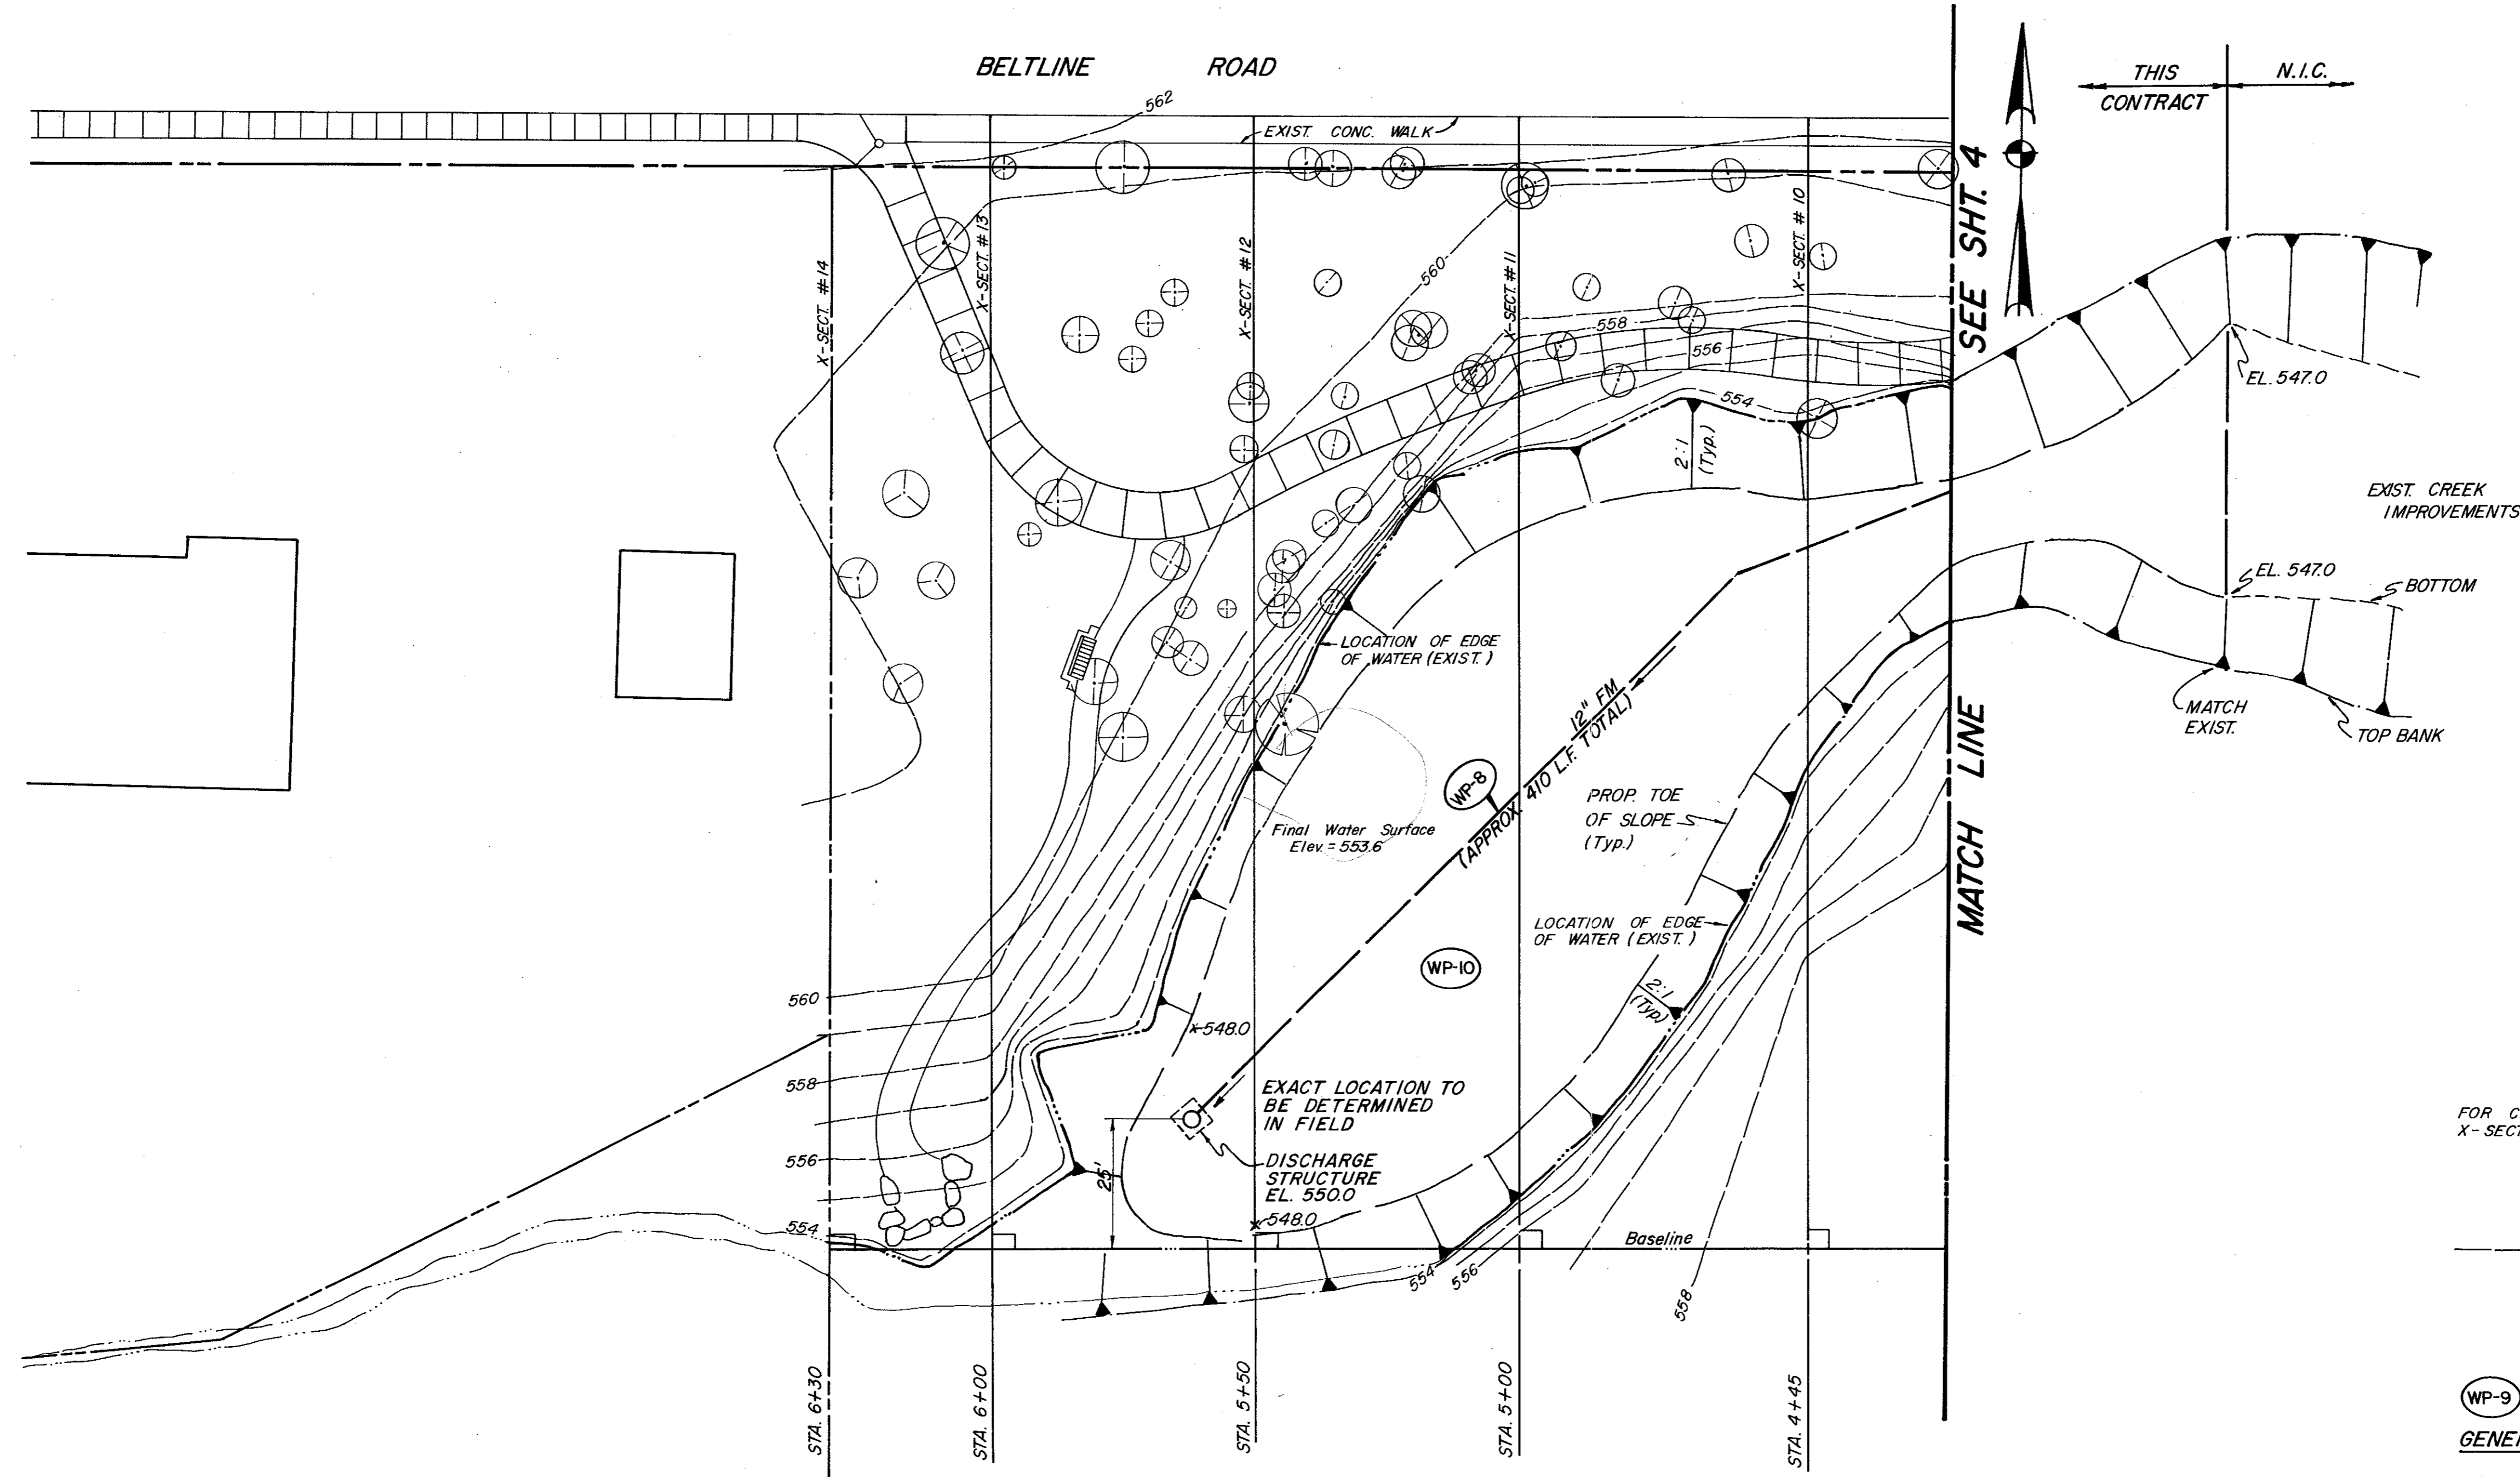 BELTLINE ROAD
THIS
CONTRACT
N.I.C.
562
EXIST. CONC. WALK
SEE SHT. 4
X-SECT. #14
X-SECT. #13
X-SECT. #12
X-SECT. #11
X-SECT. # 10
560
558
556
554
2:1
(Typ.)
EL. 547.0
EXIST. CREEK
IMPROVEMENTS
EL. 547.0
BOTTOM
MATCH
EXIST.
TOP BANK
LOCATION OF EDGE
OF WATER (EXIST.)
12" FM
(APPROX. 410 L.F. TOTAL)
WP-8
PROP. TOE
OF SLOPE
(Typ.)
Final Water Surface
Elev. = 553.6
MATCH LINE
LOCATION OF EDGE
OF WATER (EXIST.)
WP-10
2:1
(Typ)
560
x-548.0
558
EXACT LOCATION TO
BE DETERMINED
IN FIELD
DISCHARGE
STRUCTURE
EL. 550.0
25'
556
554
x-548.0
Baseline
554
556
558
FOR C
X-SECT
STA. 6+30
STA. 6+00
STA. 5+50
STA. 5+00
STA. 4+45
WP-9
GENE